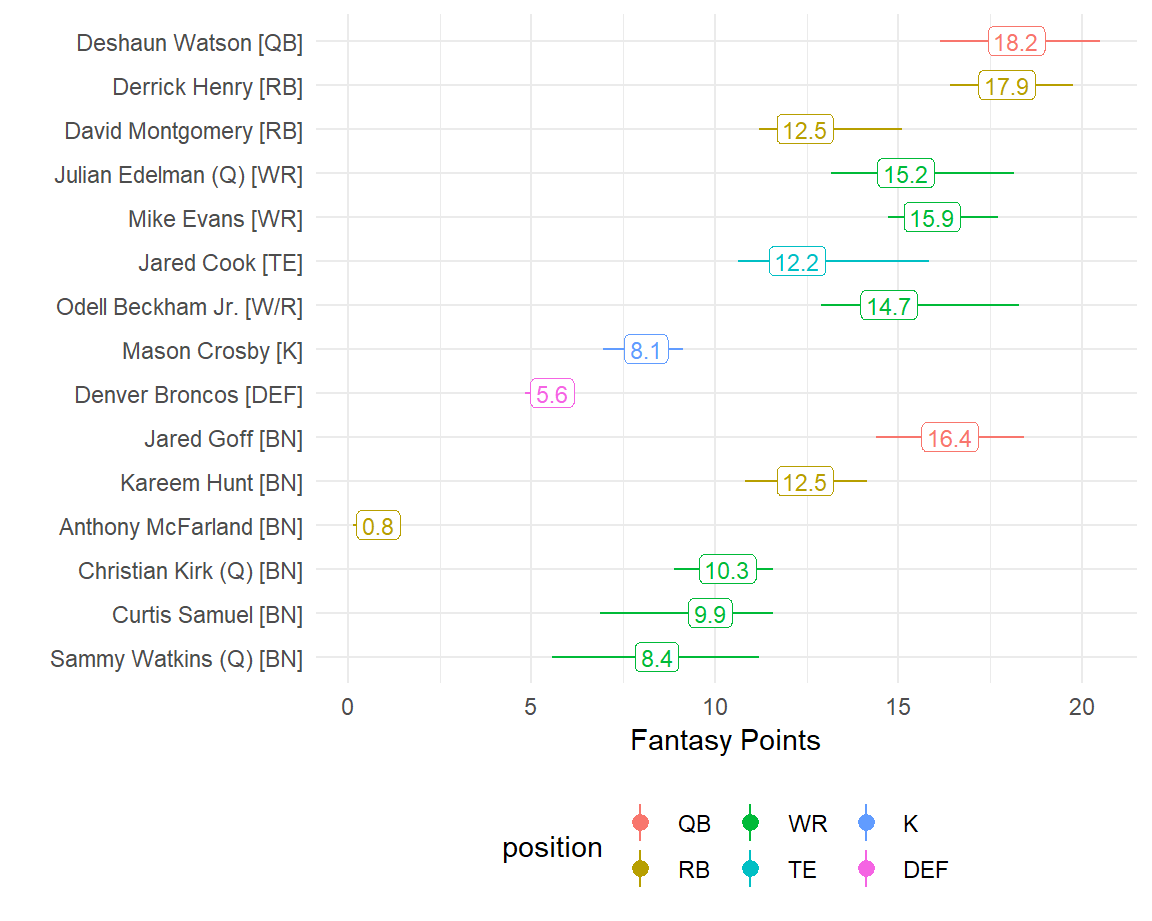 Deshaun Watson [QB] 18.2
Derrick Henry [RB] 17.9
David Montgomery [RB] 12.5
Julian Edelman (Q) [WR] 15.2
Mike Evans [WR] 15.9
Jared Cook [TE] 12.2
Odell Beckham Jr. [W/R] 14.7
Mason Crosby [K] 8.1
Denver Broncos [DEF] 5.6
Jared Goff [BN] 16.4
Kareem Hunt [BN] 12.5
Anthony McFarland [BN] 0.8
Christian Kirk (Q) [BN] 10.3
Curtis Samuel [BN] 9.9
Sammy Watkins (Q) [BN] 8.4
0 5 10 15 20
Fantasy Points
position
QB WR K
RB TE DEF